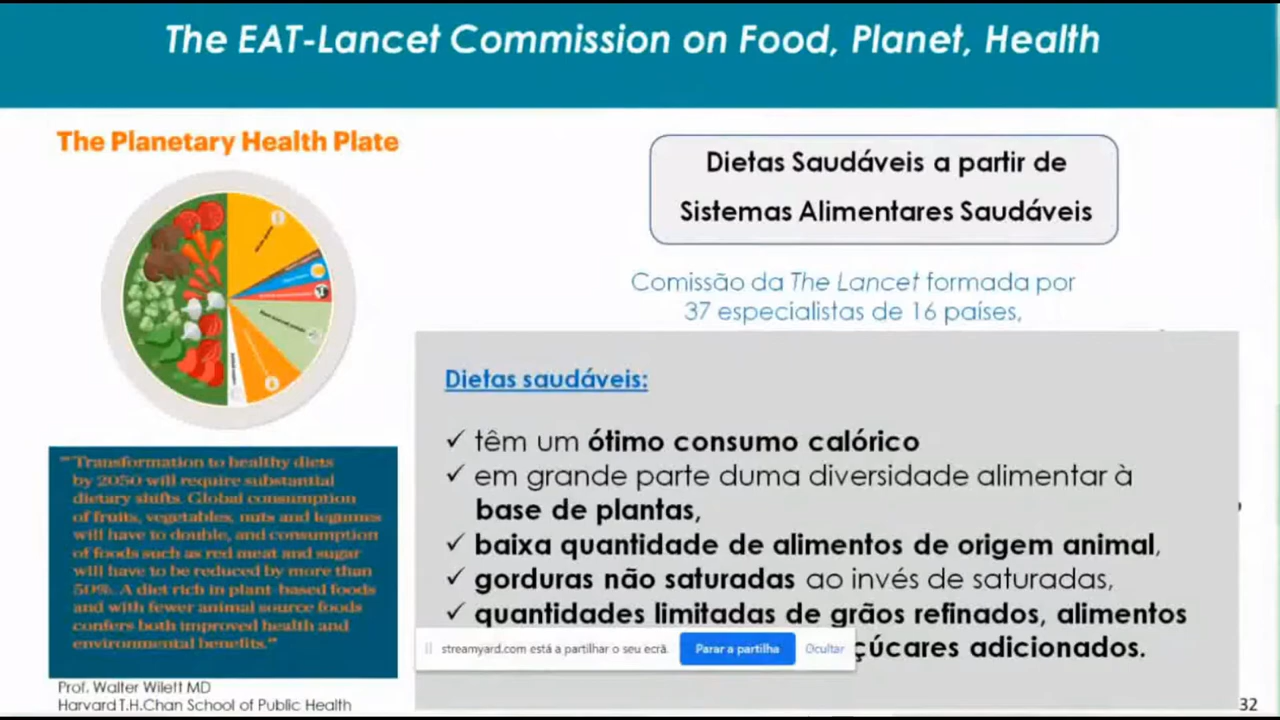 The EAT-Lancet Commission on Food, Planet, Health
The Planetary Health Plate
Dietas Saudáveis a partir de
Sistemas Alimentares Saudáveis
Comissão da The Lancet formada por
37 especialistas de 16 países,
Dietas saudáveis:
✓ têm um ótimo consumo calórico
✓ em grande parte duma diversidade alimentar à
base de plantas,
✓ baixa quantidade de alimentos de origem animal,
✓ gorduras não saturadas ao invés de saturadas,
✓ quantidades limitadas de grãos refinados, alimentos
çúcares adicionados.
streamyard.com está a partilhar o seu ecrã.
Parar a partilha
Ocultar
"Transformation to healthy diets
by 2050 will require substantial
dietary shifts. Global consumption
of fruits, vegetables, nuts and legumes
will have to double, and consumption
of foods such as red meat and sugar
will have to be reduced by more than
50%. A diet rich in plant-based foods
and with fewer animal source foods
confers both improved health and
environmental benefits."
Prof. Walter Wilett MD
Harvard T.H.Chan School of Public Health
32